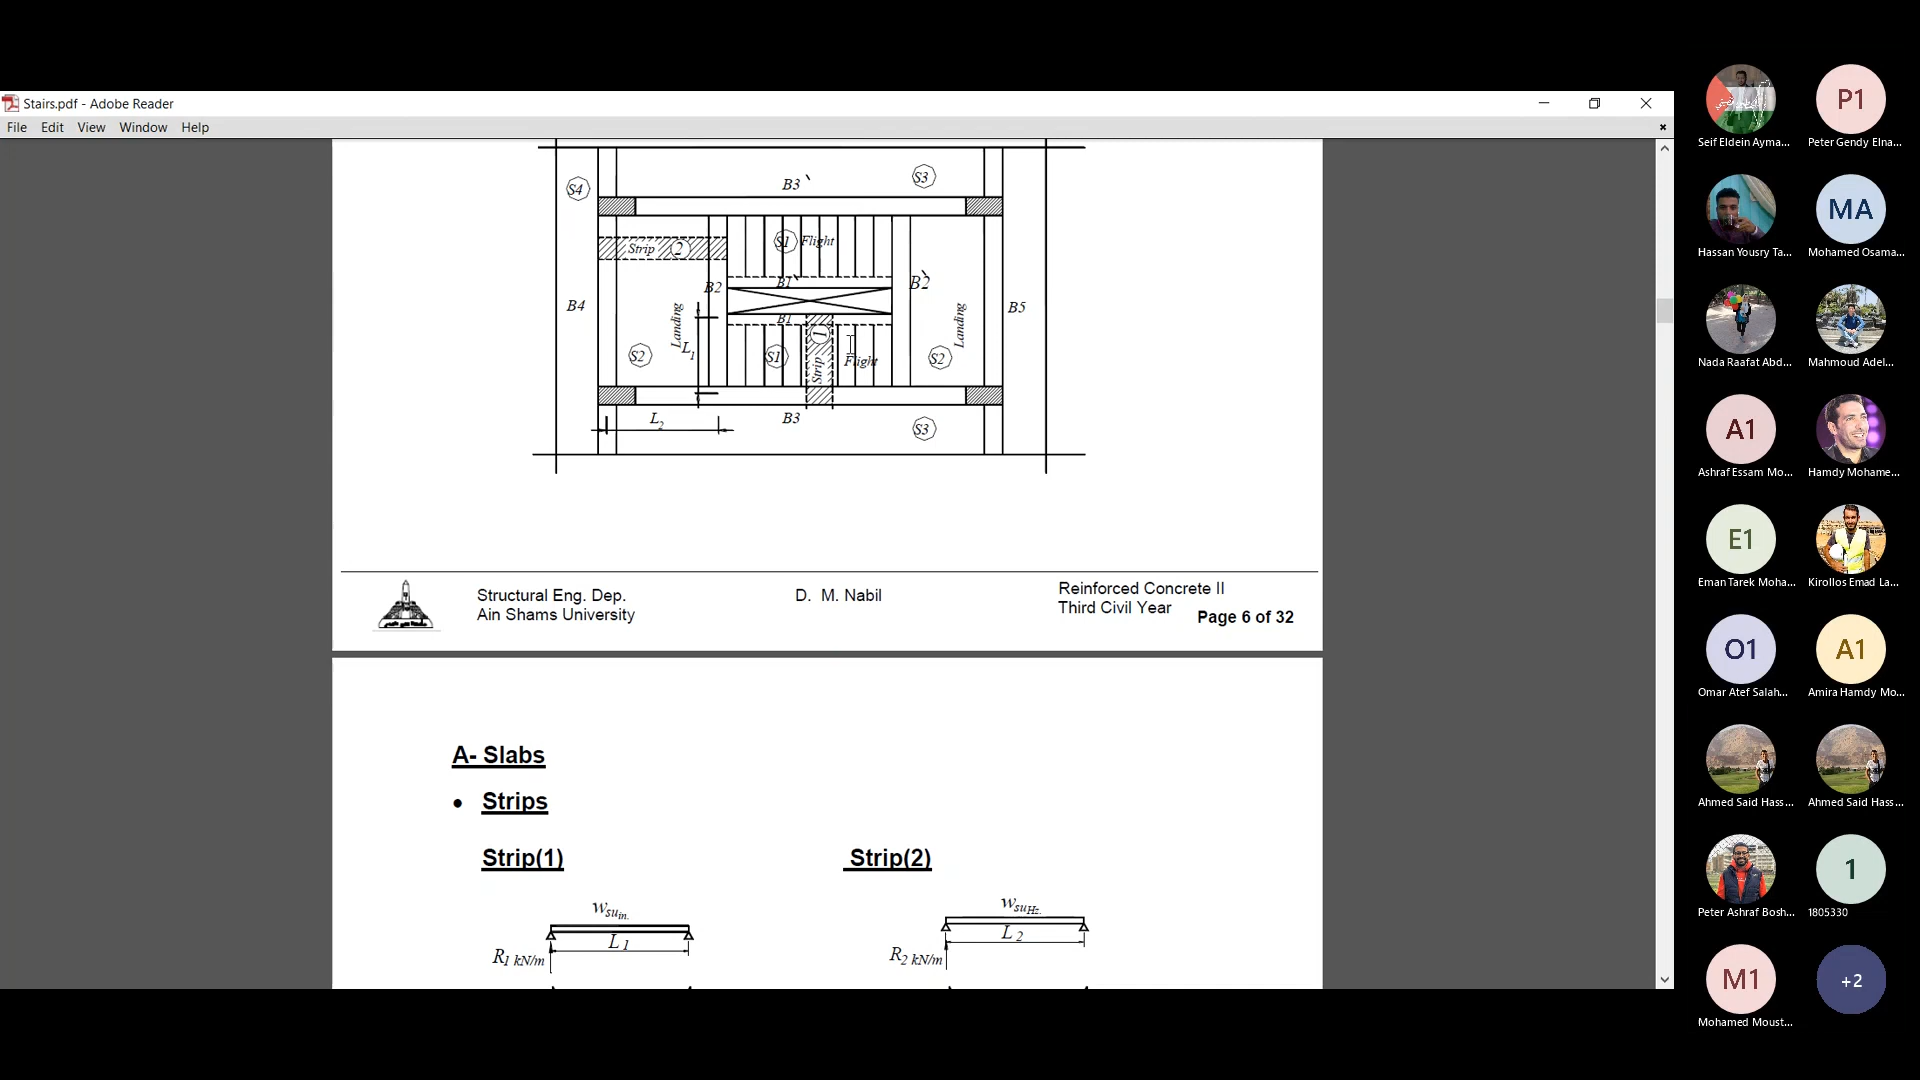 Stairs.pdf - Adobe Reader
File Edit View Window Help
S4
B3`
S3
Strip 2
S1 Flight
B1`
B2
B2`
B4
Landing
Landing
B5
B1
L1
S2
S1
Strip 1
Flight
S2
L2
B3
S3
Structural Eng. Dep.
Ain Shams University
D. M. Nabil
Reinforced Concrete II
Third Civil Year
Page 6 of 32
A- Slabs
• Strips
Strip(1)
Strip(2)
wsuin.
L1
R1 kN/m
wsuHz.
L2
R2 kN/m
P1
Seif Eldein Ayma...
Peter Gendy Elna...
MA
Hassan Yousry Ta...
Mohamed Osama...
Nada Raafat Abd...
Mahmoud Adel...
A1
Ashraf Essam Mo...
Hamdy Mohame...
E1
Eman Tarek Moha...
Kirollos Emad La...
O1
A1
Omar Atef Salah...
Amira Hamdy Mo...
Ahmed Said Hass...
Ahmed Said Hass...
1
Peter Ashraf Bosh...
1805330
M1
+2
Mohamed Moust...